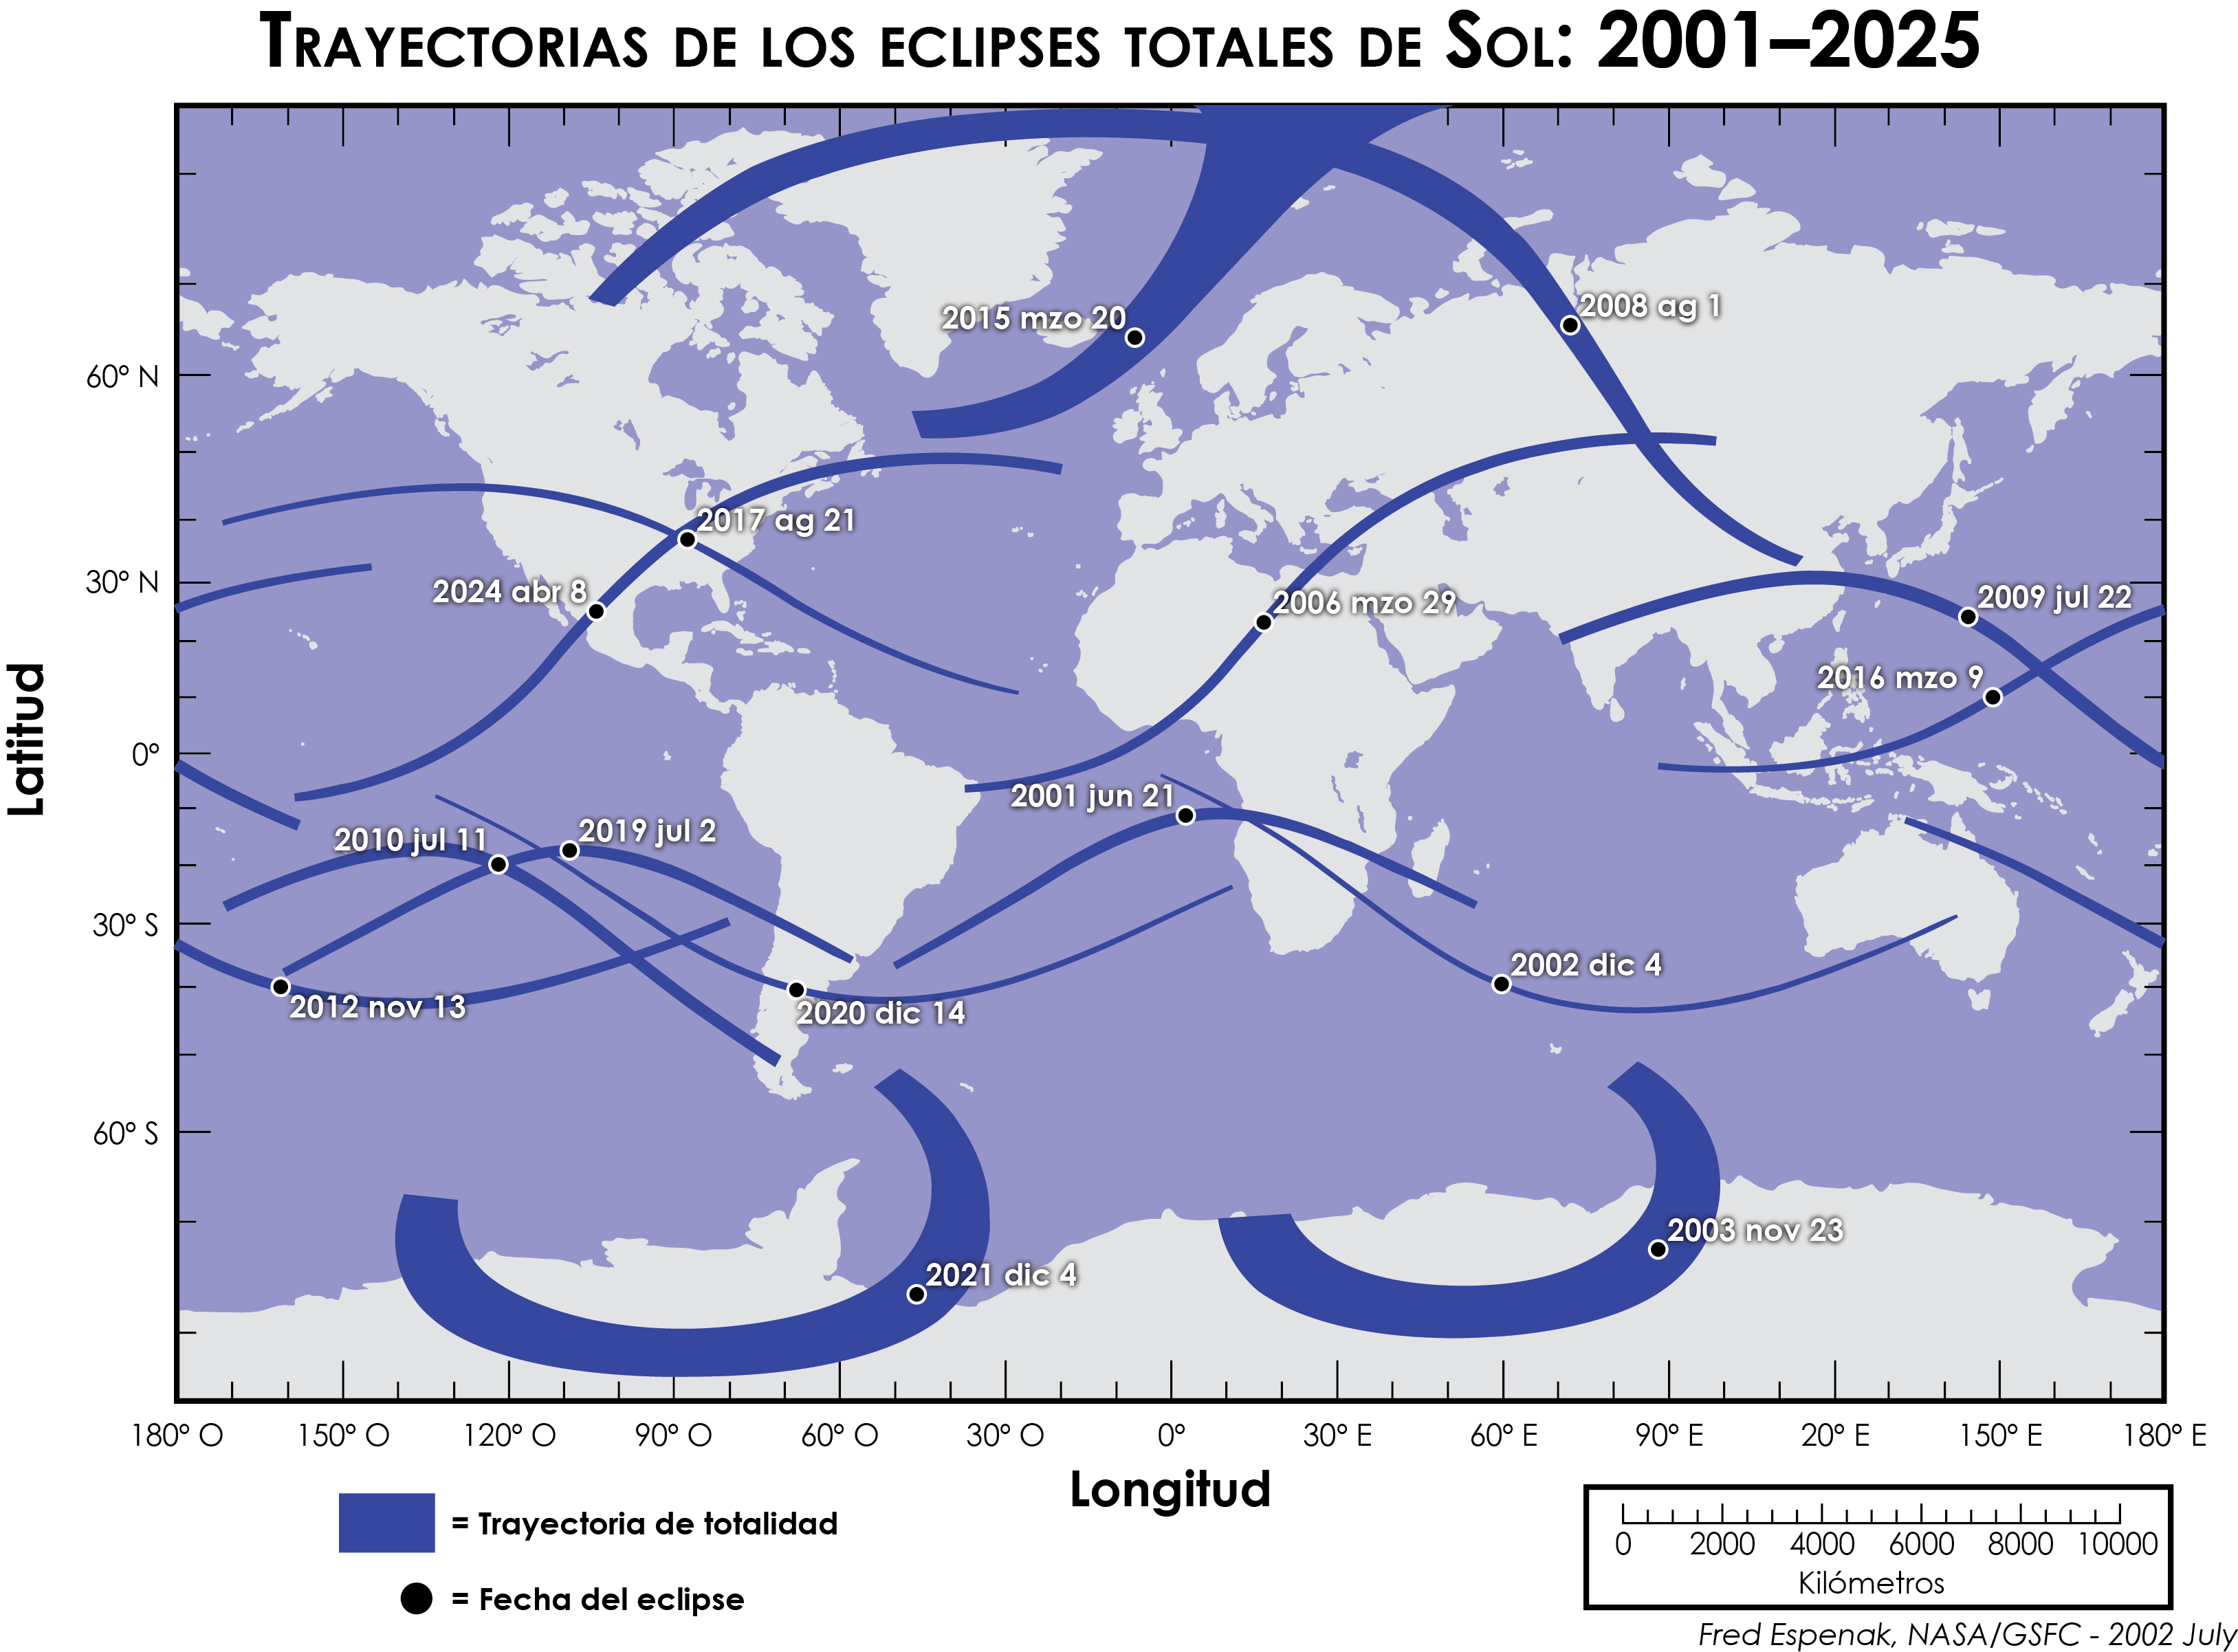 Trayectorias de los eclipses totales de Sol: 2001–2025
2015 mzo 20
2008 ag 1
60° N
2017 ag 21
30° N
2024 abr 8
2006 mzo 29
2009 jul 22
2016 mzo 9
Latitud
0°
2001 jun 21
2010 jul 11
2019 jul 2
30° S
2002 dic 4
2012 nov 13
2020 dic 14
60° S
2003 nov 23
2021 dic 4
180° O 150° O 120° O 90° O 60° O 30° O 0° 30° E 60° E 90° E 20° E 150° E 180° E
Longitud
= Trayectoria de totalidad
= Fecha del eclipse
0 2000 4000 6000 8000 10000
Kilómetros
Fred Espenak, NASA/GSFC - 2002 July